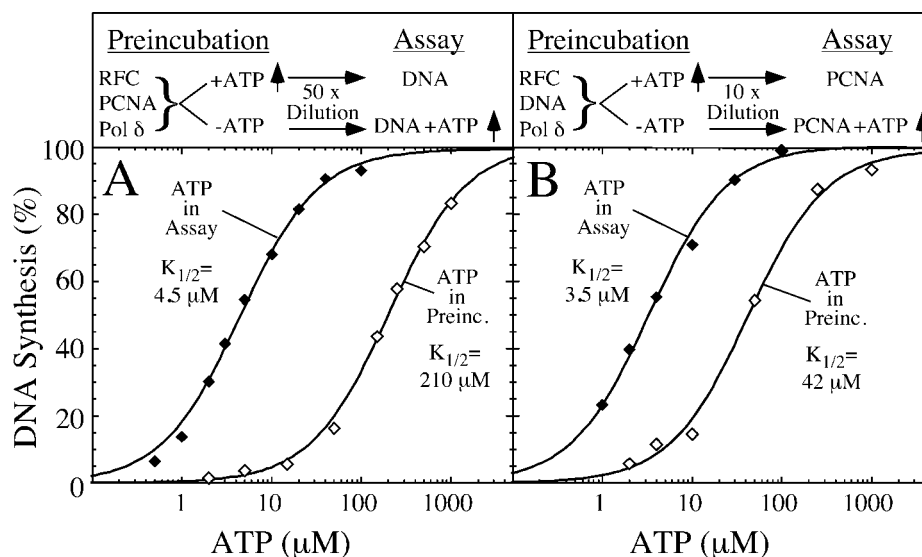 Preincubation Assay
RFC
PCNA
Pol δ
+ATP
-ATP
50 x
Dilution
DNA
DNA +ATP
Preincubation Assay
RFC
DNA
Pol δ
+ATP
-ATP
10 x
Dilution
PCNA
PCNA+ATP
DNA Synthesis (%)
100
80
60
40
20
0
A
ATP
in
Assay
K1/2=
4.5 μM
ATP
in
Preinc.
K1/2=
210 μM
1 10 100 1000
ATP (μM)
B
ATP
in
Assay
K1/2=
3.5 μM
ATP
in
Preinc.
K1/2=
42 μM
1 10 100 1000
ATP (μM)